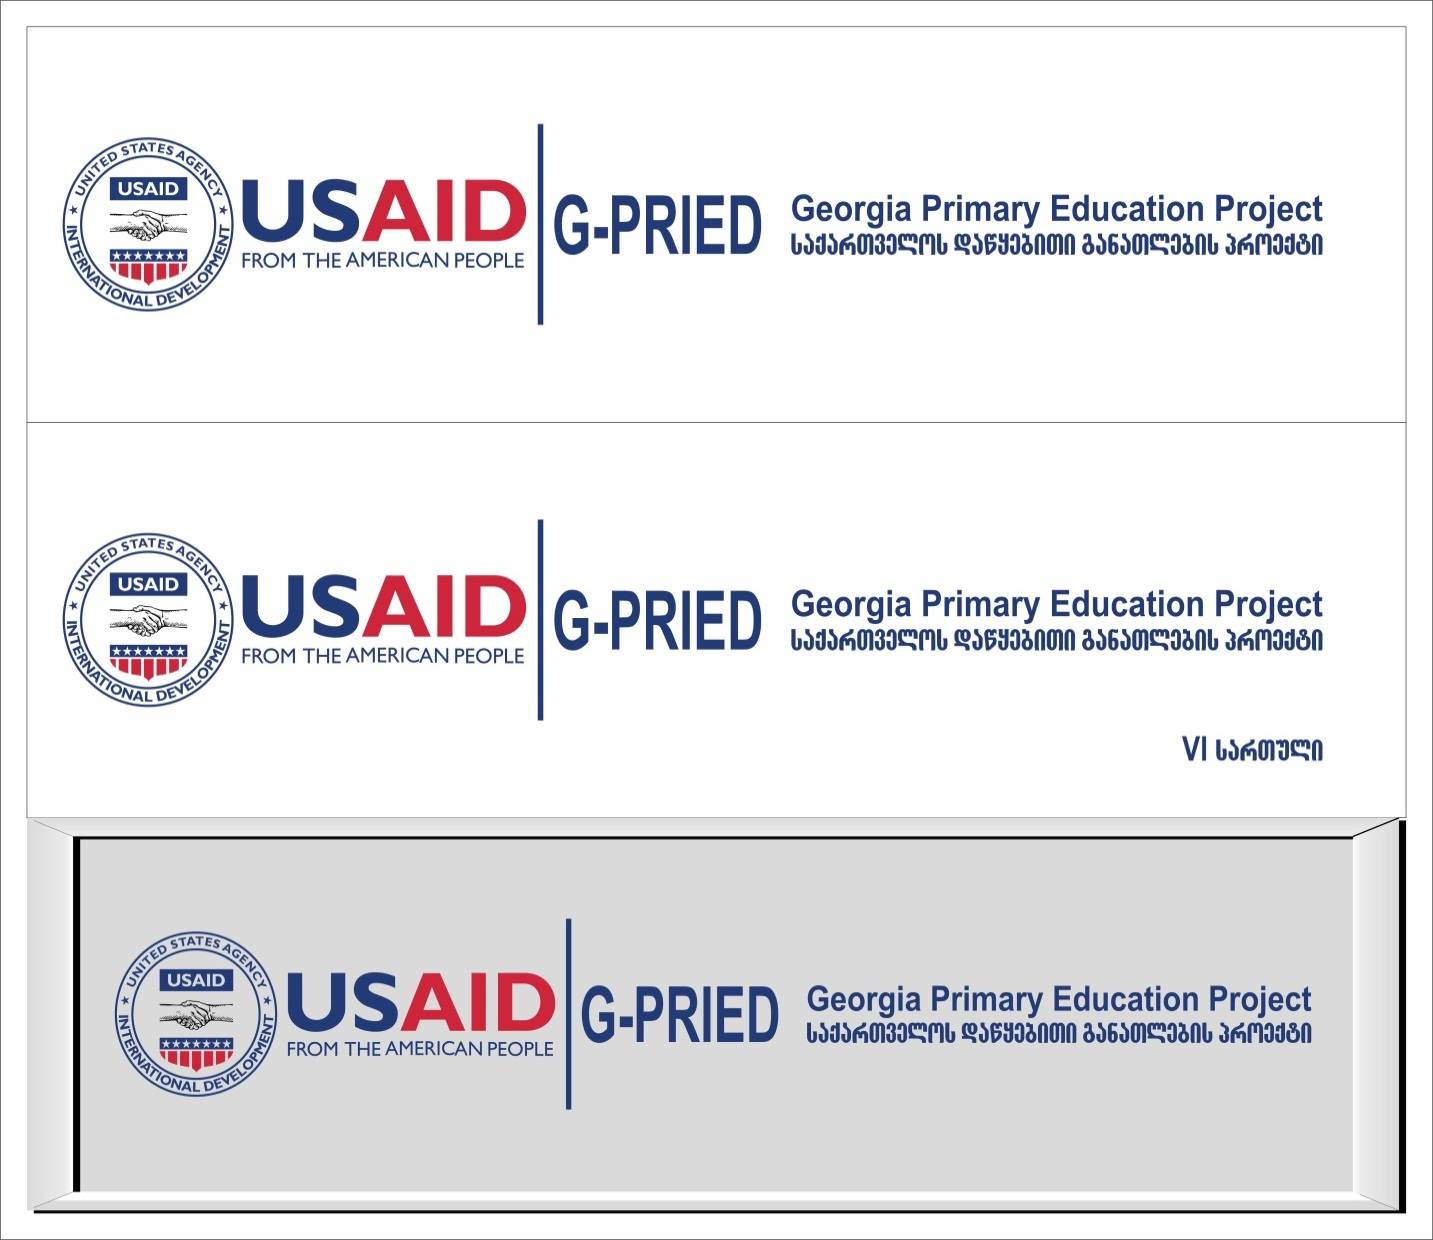 UNITED STATES AGENCY
INTERNATIONAL DEVELOPMENT
USAID
USAID
FROM THE AMERICAN PEOPLE
G-PRIED
Georgia Primary Education Project
საქართველოს დაწყებითი განათლების პროექტი
UNITED STATES AGENCY
INTERNATIONAL DEVELOPMENT
USAID
USAID
FROM THE AMERICAN PEOPLE
G-PRIED
Georgia Primary Education Project
საქართველოს დაწყებითი განათლების პროექტი
VI სართული
UNITED STATES AGENCY
INTERNATIONAL DEVELOPMENT
USAID
USAID
FROM THE AMERICAN PEOPLE
G-PRIED
Georgia Primary Education Project
საქართველოს დაწყებითი განათლების პროექტი